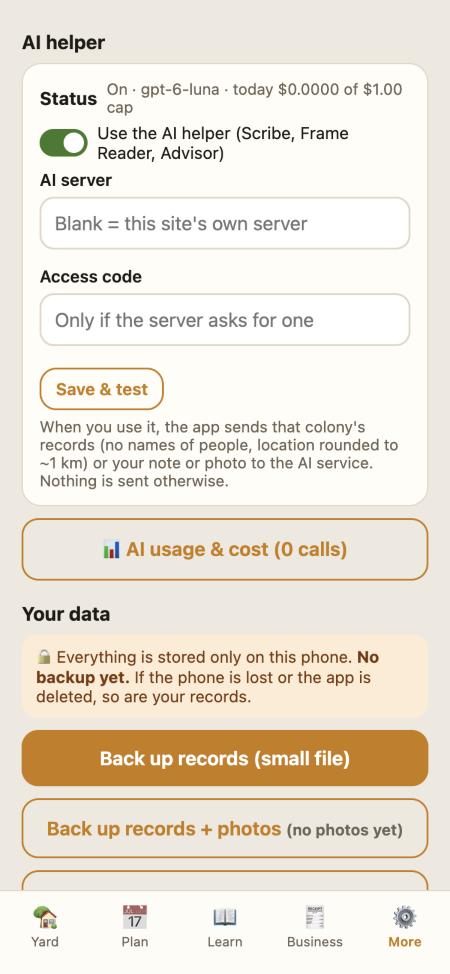 AI helper
Status On · gpt-6-luna · today $0.0000 of $1.00
cap
Use the AI helper (Scribe, Frame
Reader, Advisor)
AI server
Blank = this site's own server
Access code
Only if the server asks for one
Save & test
When you use it, the app sends that colony's
records (no names of people, location rounded to
~1 km) or your note or photo to the AI service.
Nothing is sent otherwise.
AI usage & cost (0 calls)
Your data
Everything is stored only on this phone. No
backup yet. If the phone is lost or the app is
deleted, so are your records.
Back up records (small file)
Back up records + photos (no photos yet)
17
RECEIPT
Yard Plan Learn Business More